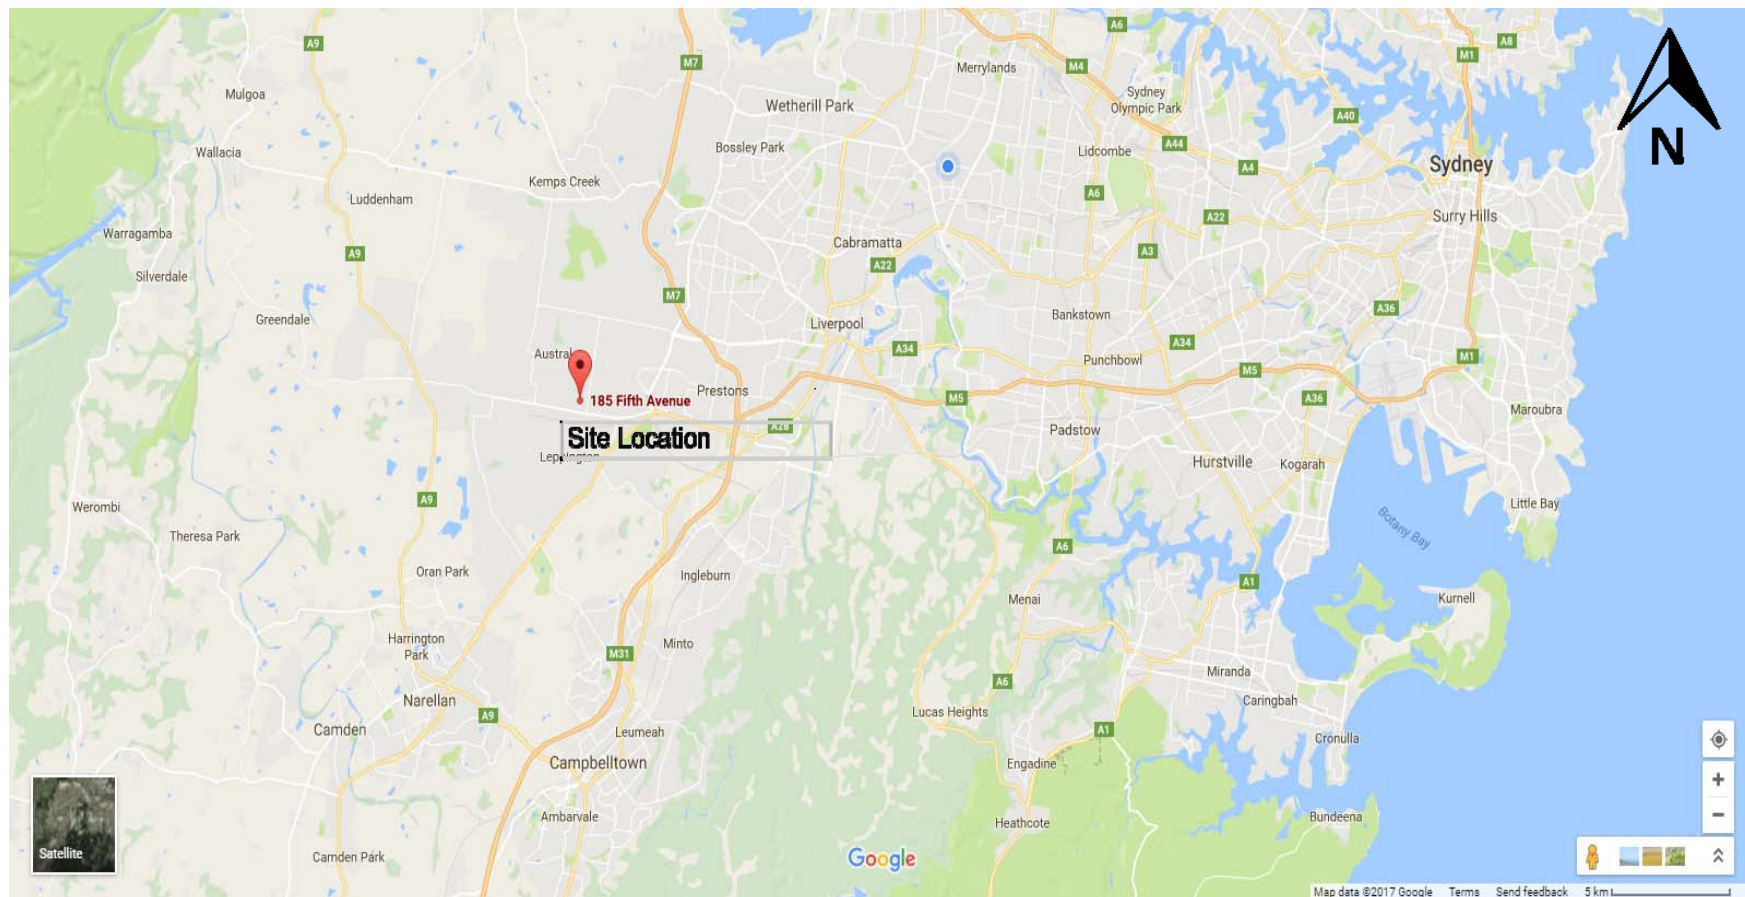 A9
M7
A6
M1
A8
Merrylands
M4
Mulgoa
Wetherill Park
Sydney
Olympic Park
A40
N
Wallacia
Bossley Park
Lidcombe
A44
A4
Sydney
Kemps Creek
A6
Luddenham
A22
Surry Hills
Warragamba
A9
Cabramatta
A3
A22
Silverdale
M7
Greendale
Liverpool
Bankstown
A36
Austral
A34
Punchbowl
A34
M1
185 Fifth Avenue
Prestons
M5
M5
A36
Maroubra
Site Location
A28
Padstow
Leppington
Hurstville
Kogarah
Werombi
A9
Little Bay
Botany Bay
Theresa Park
A6
Oran Park
Ingleburn
A1
Menai
Kurnell
Harrington
Park
M31
Minto
Miranda
A6
Narellan
A9
Lucas Heights
Caringbah
Camden
Leumeah
A1
Cronulla
Campbelltown
Engadine
Ambarvale
Heathcote
Bundeena
Satellite
Camden Park
Google
Map data ©2017 Google Terms Send feedback 5 km